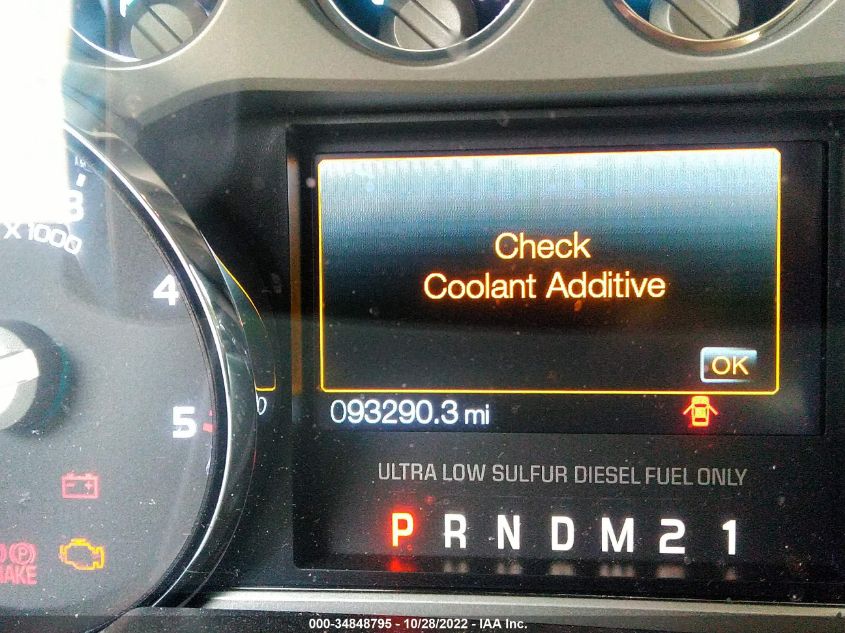 3
X1000
4
5
Check
Coolant Additive
OK
093290.3 mi
ULTRA LOW SULFUR DIESEL FUEL ONLY
P R N D M 2 1
000-34848795 - 10/28/2022 - IAA Inc.